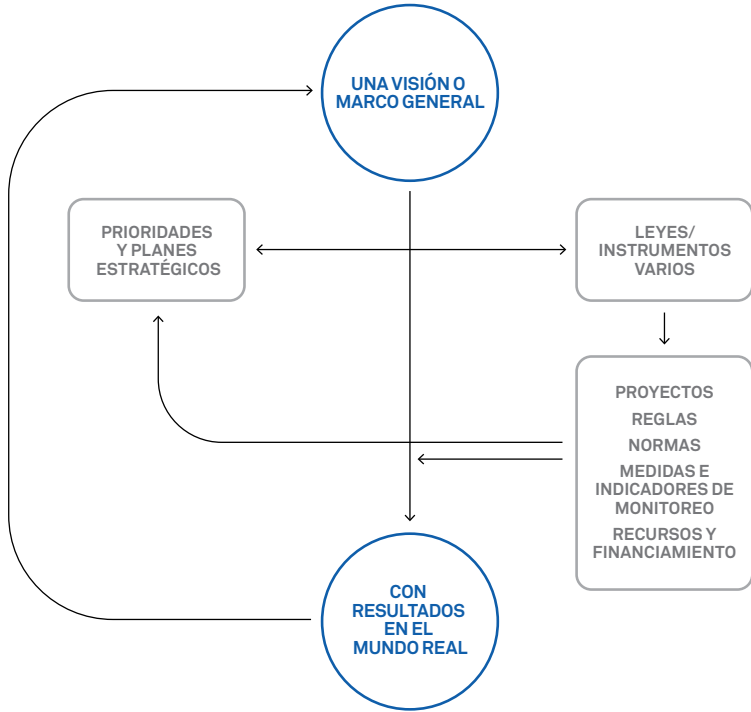 UNA VISIÓN O
MARCO GENERAL
PRIORIDADES
Y PLANES
ESTRATÉGICOS
LEYES/
INSTRUMENTOS
VARIOS
PROYECTOS
REGLAS
NORMAS
MEDIDAS E
INDICADORES DE
MONITOREO
RECURSOS Y
FINANCIAMIENTO
CON
RESULTADOS
EN EL
MUNDO REAL